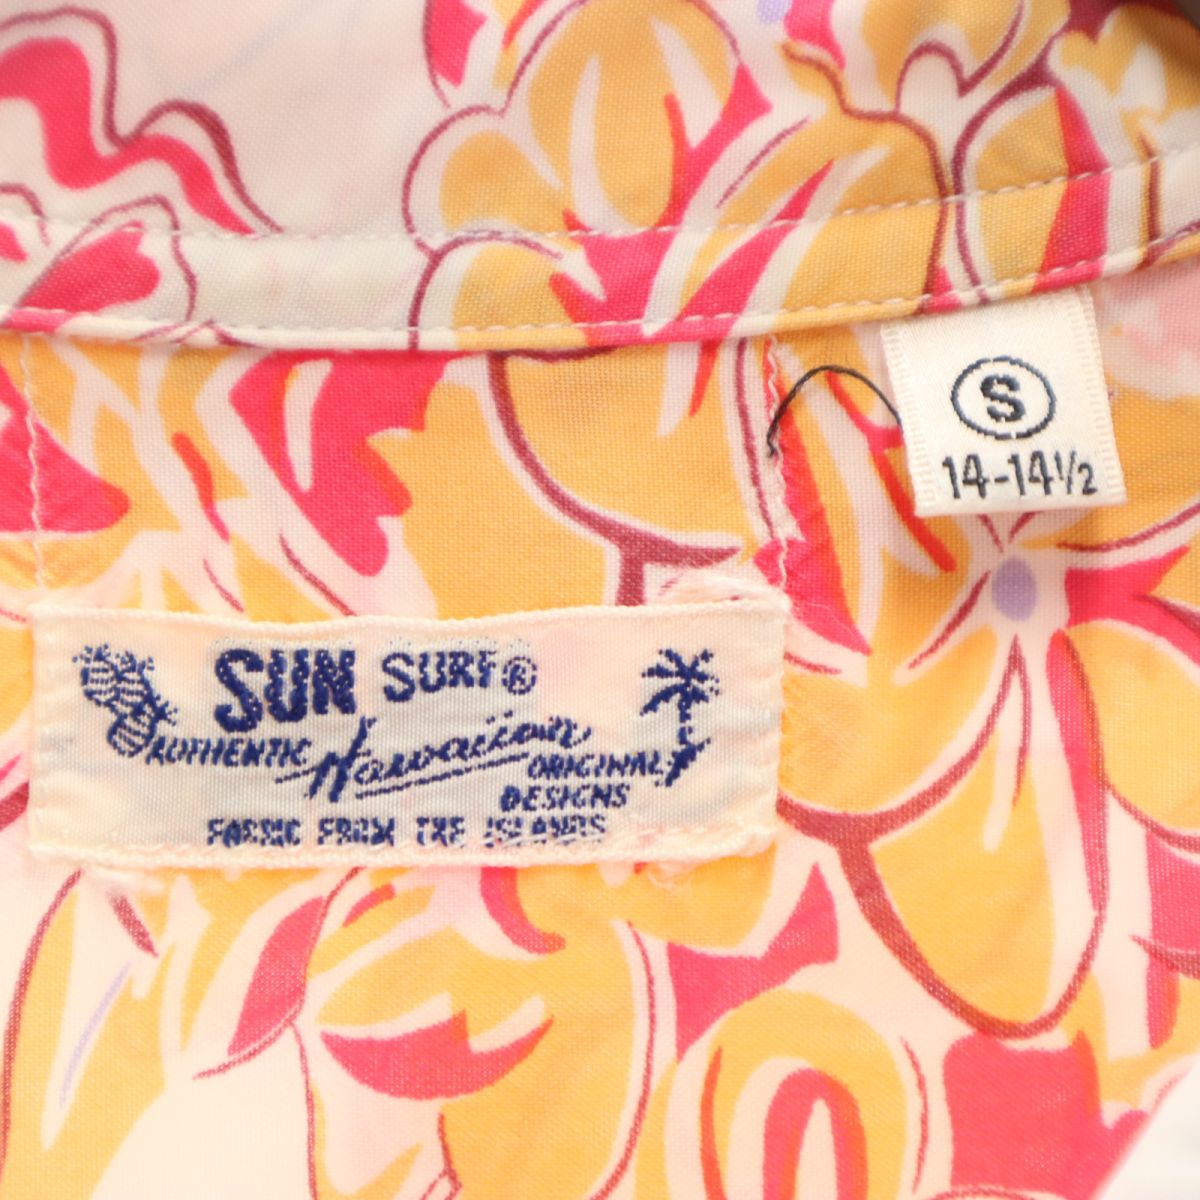 SUN SURF®
AUTHENTIC Hawaiian ORIGINAL
DESIGNS
FABRIC FROM THE ISLANDS
S
14-14½